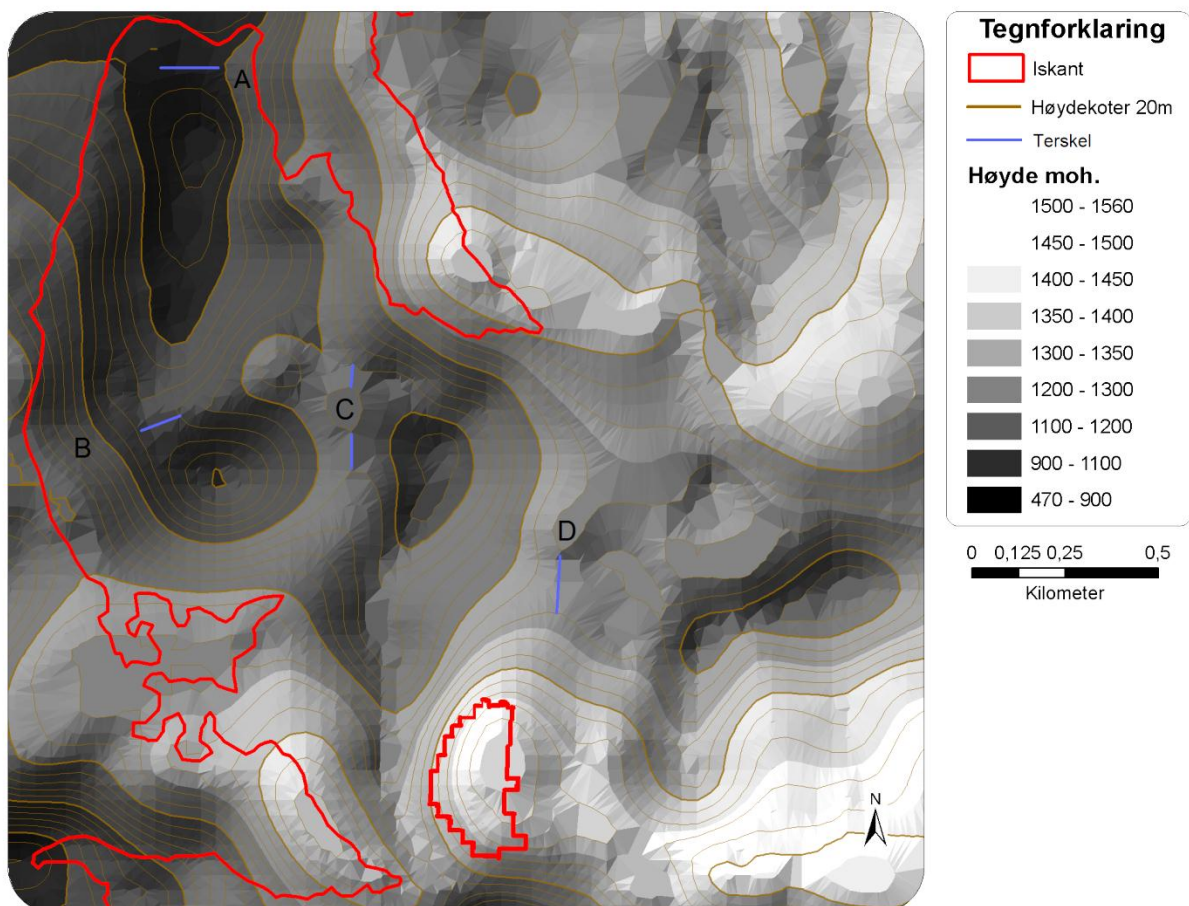 A
B
C
D
Tegnforklaring
Iskant
Høydekoter 20m
Terskel
Høyde moh.
1500 - 1560
1450 - 1500
1400 - 1450
1350 - 1400
1300 - 1350
1200 - 1300
1100 - 1200
900 - 1100
470 - 900
0 0,125 0,25 0,5
Kilometer
N